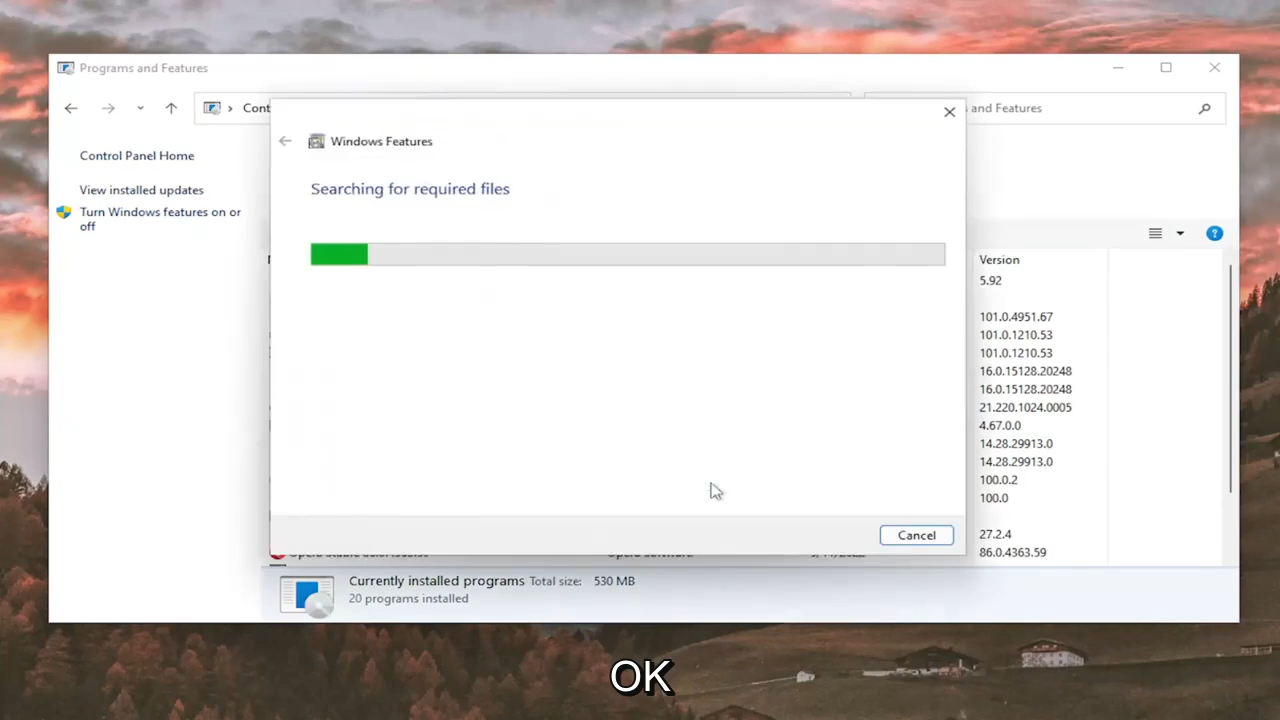 Programs and Features
Cont
and Features
Windows Features
Control Panel Home
Searching for required files
View installed updates
Turn Windows features on or
off
Version
5.92
101.0.4951.67
101.0.1210.53
101.0.1210.53
16.0.15128.20248
16.0.15128.20248
21.220.1024.0005
4.67.0.0
14.28.29913.0
14.28.29913.0
100.0.2
100.0
27.2.4
Cancel
86.0.4363.59
Currently installed programs Total size: 530 MB
20 programs installed
OK